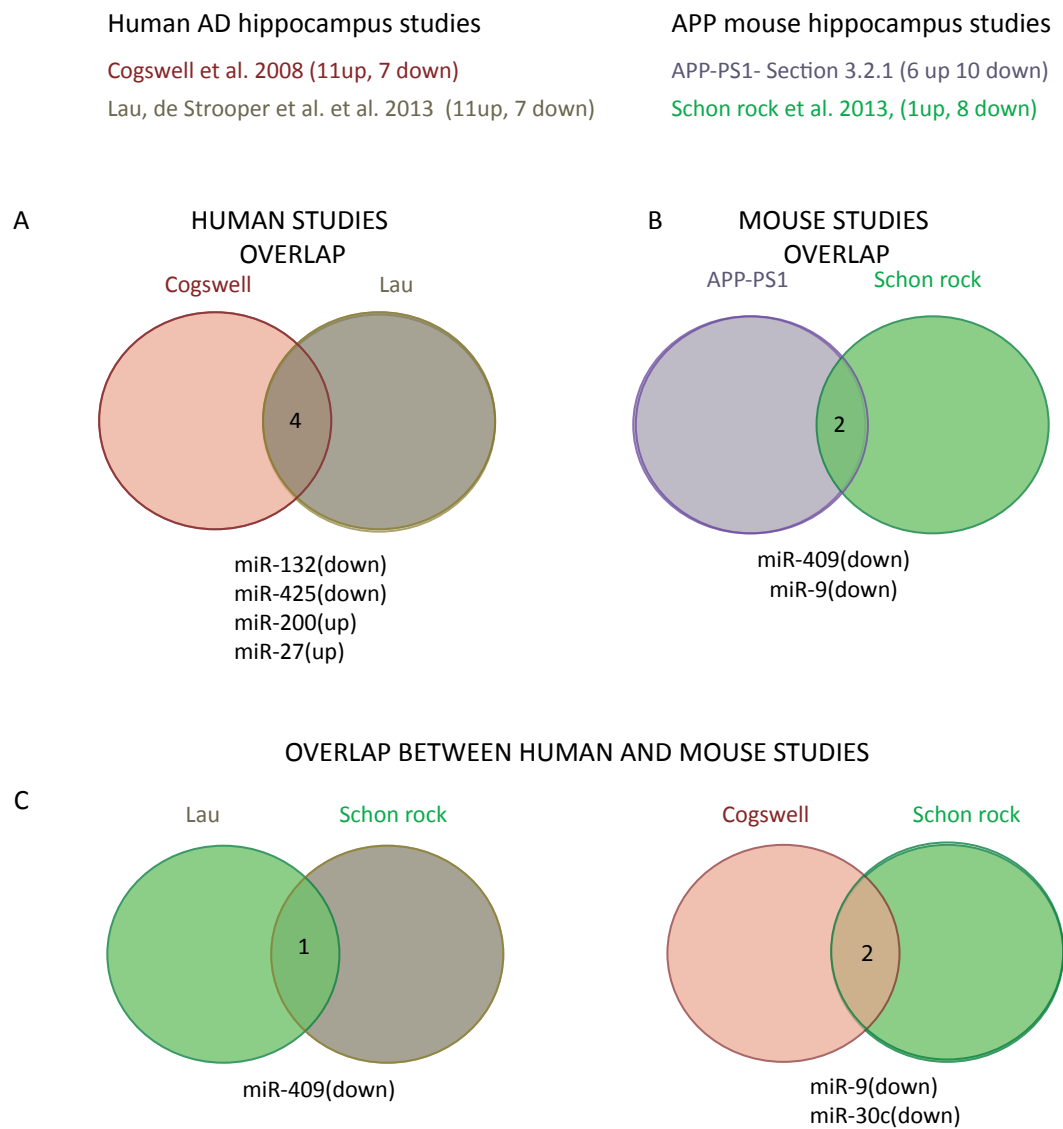 Human AD hippocampus studies
Cogswell et al. 2008 (11up, 7 down)
Lau, de Strooper et al. et al. 2013 (11up, 7 down)
APP mouse hippocampus studies
APP-PS1- Section 3.2.1 (6 up 10 down)
Schon rock et al. 2013, (1up, 8 down)
A
HUMAN STUDIES
OVERLAP
Cogswell
Lau
4
miR-132(down)
miR-425(down)
miR-200(up)
miR-27(up)
B
MOUSE STUDIES
OVERLAP
APP-PS1
Schon rock
2
miR-409(down)
miR-9(down)
OVERLAP BETWEEN HUMAN AND MOUSE STUDIES
C
Lau
Schon rock
1
miR-409(down)
Cogswell
Schon rock
2
miR-9(down)
miR-30c(down)